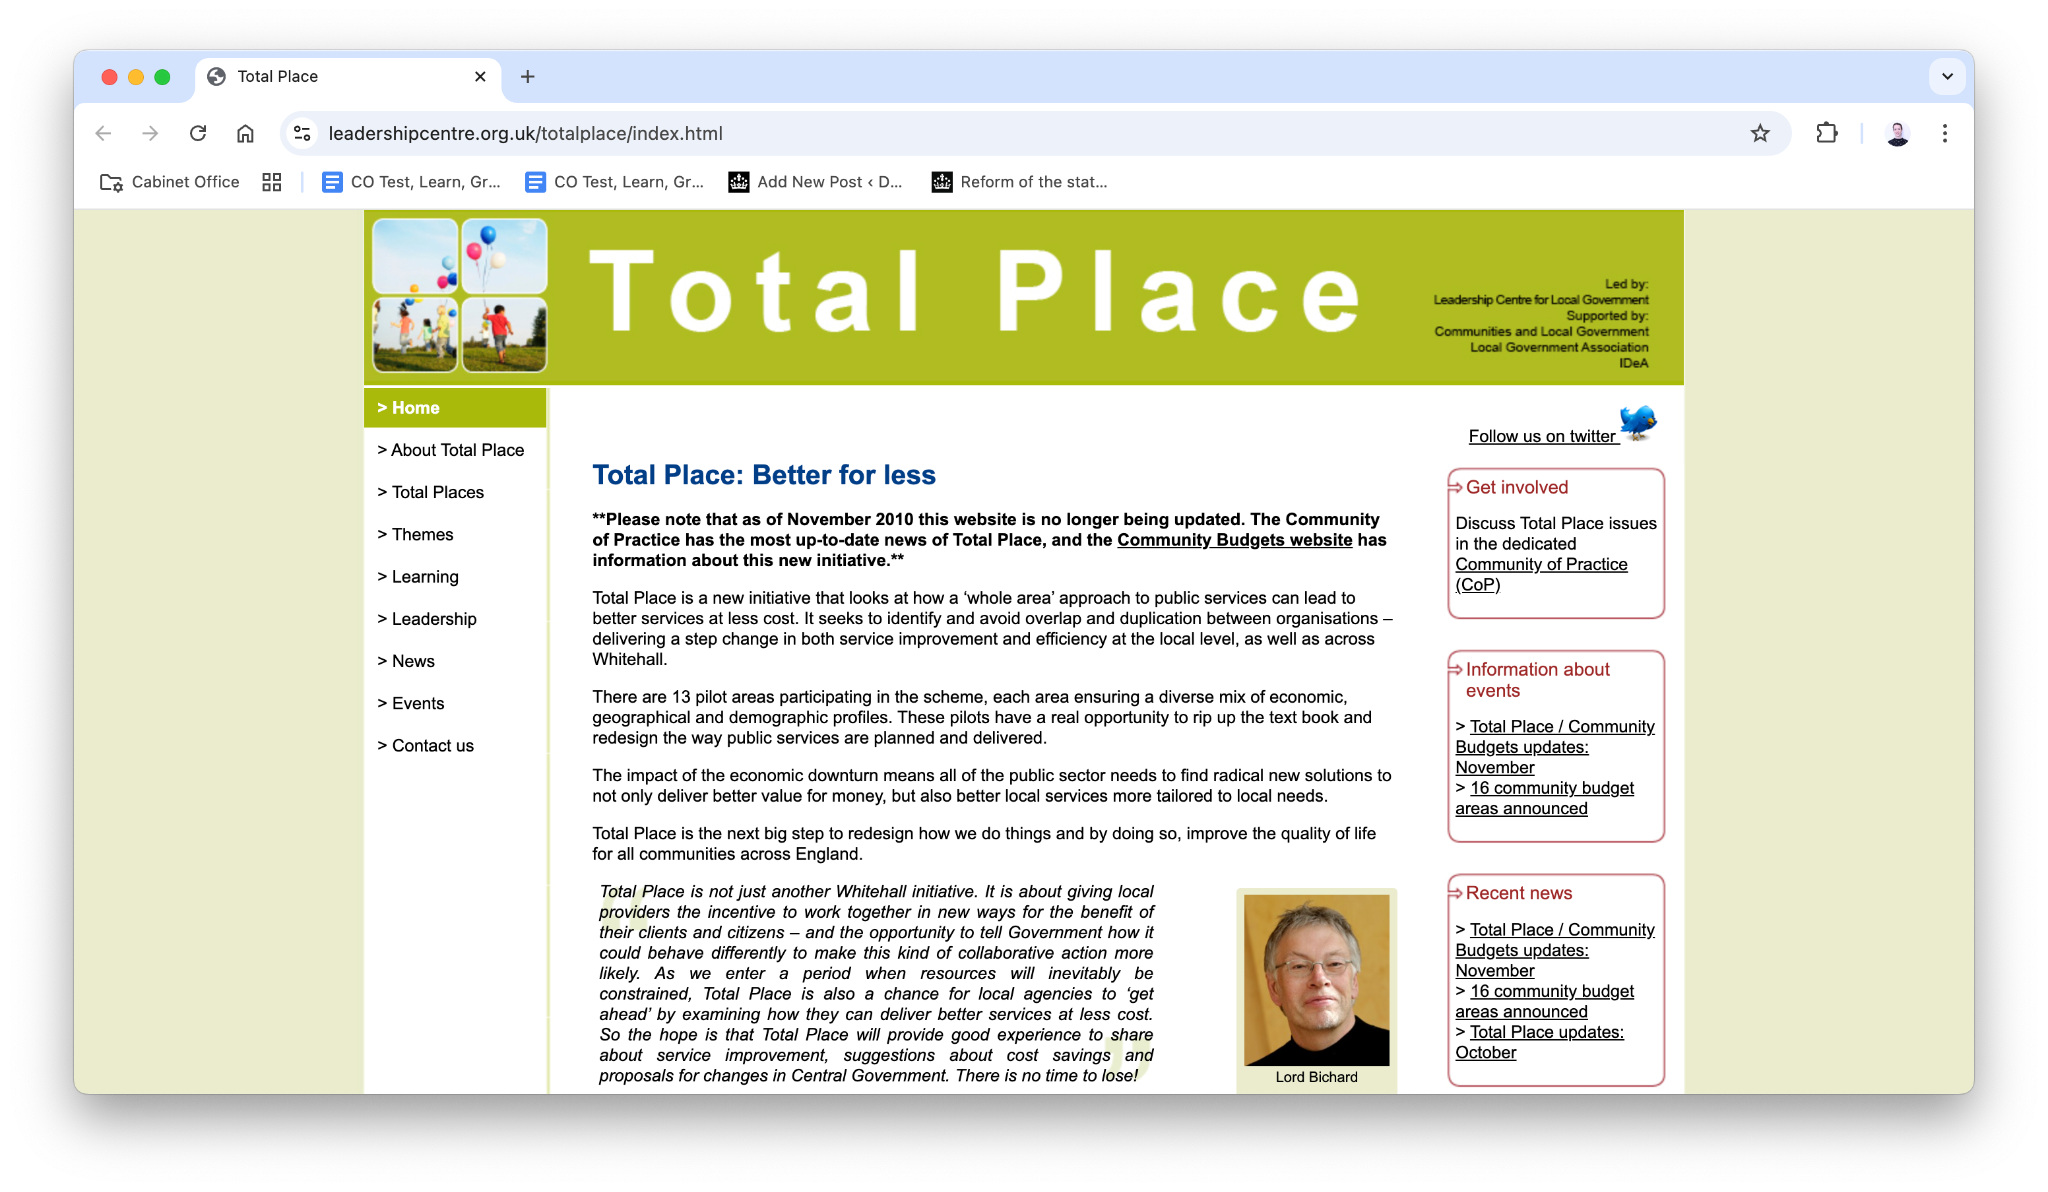 Total Place
leadershipcentre.org.uk/totalplace/index.html
Cabinet Office
CO Test, Learn, Gr...
CO Test, Learn, Gr...
Add New Post ‹ D...
Reform of the stat...
Total Place
Led by:
Leadership Centre for Local Government
Supported by:
Communities and Local Government
Local Government Association
IDeA
> Home
> About Total Place
> Total Places
> Themes
> Learning
> Leadership
> News
> Events
> Contact us
Total Place: Better for less
**Please note that as of November 2010 this website is no longer being updated. The Community
of Practice has the most up-to-date news of Total Place, and the Community Budgets website has
information about this new initiative.**
Total Place is a new initiative that looks at how a ‘whole area’ approach to public services can lead to
better services at less cost. It seeks to identify and avoid overlap and duplication between organisations –
delivering a step change in both service improvement and efficiency at the local level, as well as across
Whitehall.
There are 13 pilot areas participating in the scheme, each area ensuring a diverse mix of economic,
geographical and demographic profiles. These pilots have a real opportunity to rip up the text book and
redesign the way public services are planned and delivered.
The impact of the economic downturn means all of the public sector needs to find radical new solutions to
not only deliver better value for money, but also better local services more tailored to local needs.
Total Place is the next big step to redesign how we do things and by doing so, improve the quality of life
for all communities across England.
Total Place is not just another Whitehall initiative. It is about giving local
providers the incentive to work together in new ways for the benefit of
their clients and citizens – and the opportunity to tell Government how it
could behave differently to make this kind of collaborative action more
likely. As we enter a period when resources will inevitably be
constrained, Total Place is also a chance for local agencies to ‘get
ahead’ by examining how they can deliver better services at less cost.
So the hope is that Total Place will provide good experience to share
about service improvement, suggestions about cost savings and
proposals for changes in Central Government. There is no time to lose!
Lord Bichard
Follow us on twitter
Get involved
Discuss Total Place issues
in the dedicated
Community of Practice
(CoP)
Information about
events
> Total Place / Community
Budgets updates:
November
> 16 community budget
areas announced
Recent news
> Total Place / Community
Budgets updates:
November
> 16 community budget
areas announced
> Total Place updates:
October